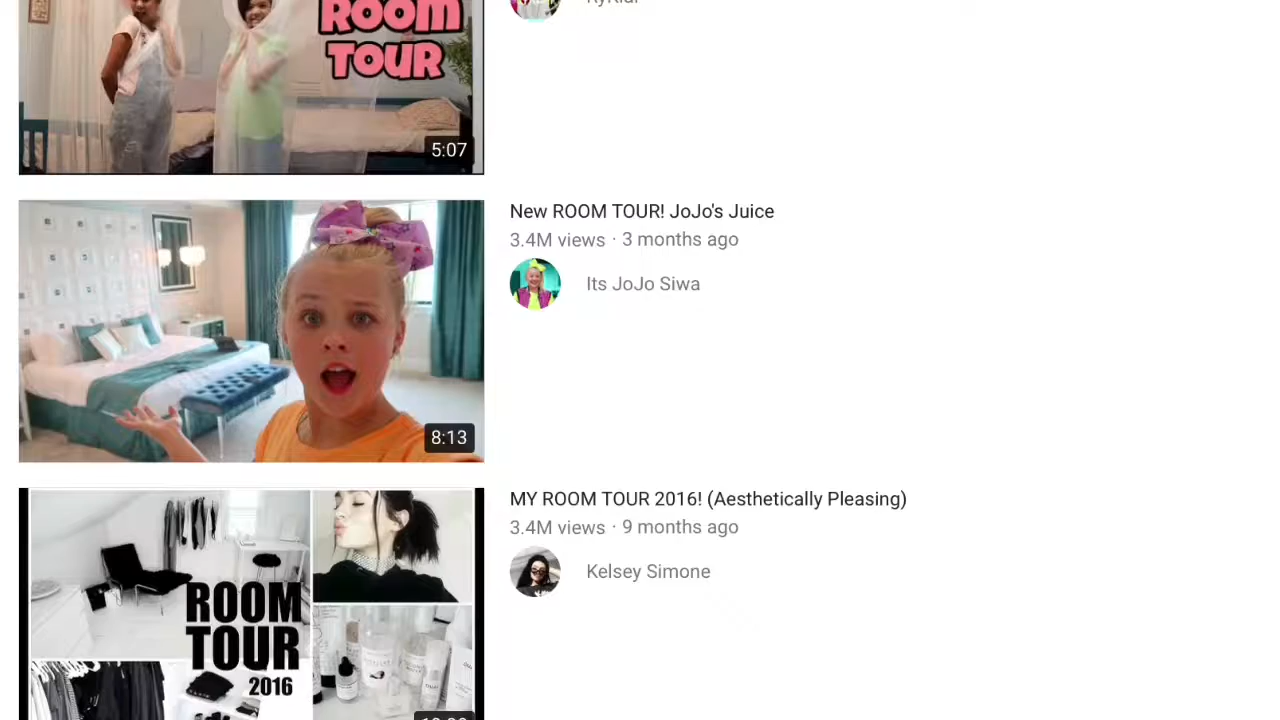 ROOM
TOUR
5:07
New ROOM TOUR! JoJo's Juice
3.4M views · 3 months ago
Its JoJo Siwa
8:13
MY ROOM TOUR 2016! (Aesthetically Pleasing)
3.4M views · 9 months ago
Kelsey Simone
ROOM
TOUR
2016